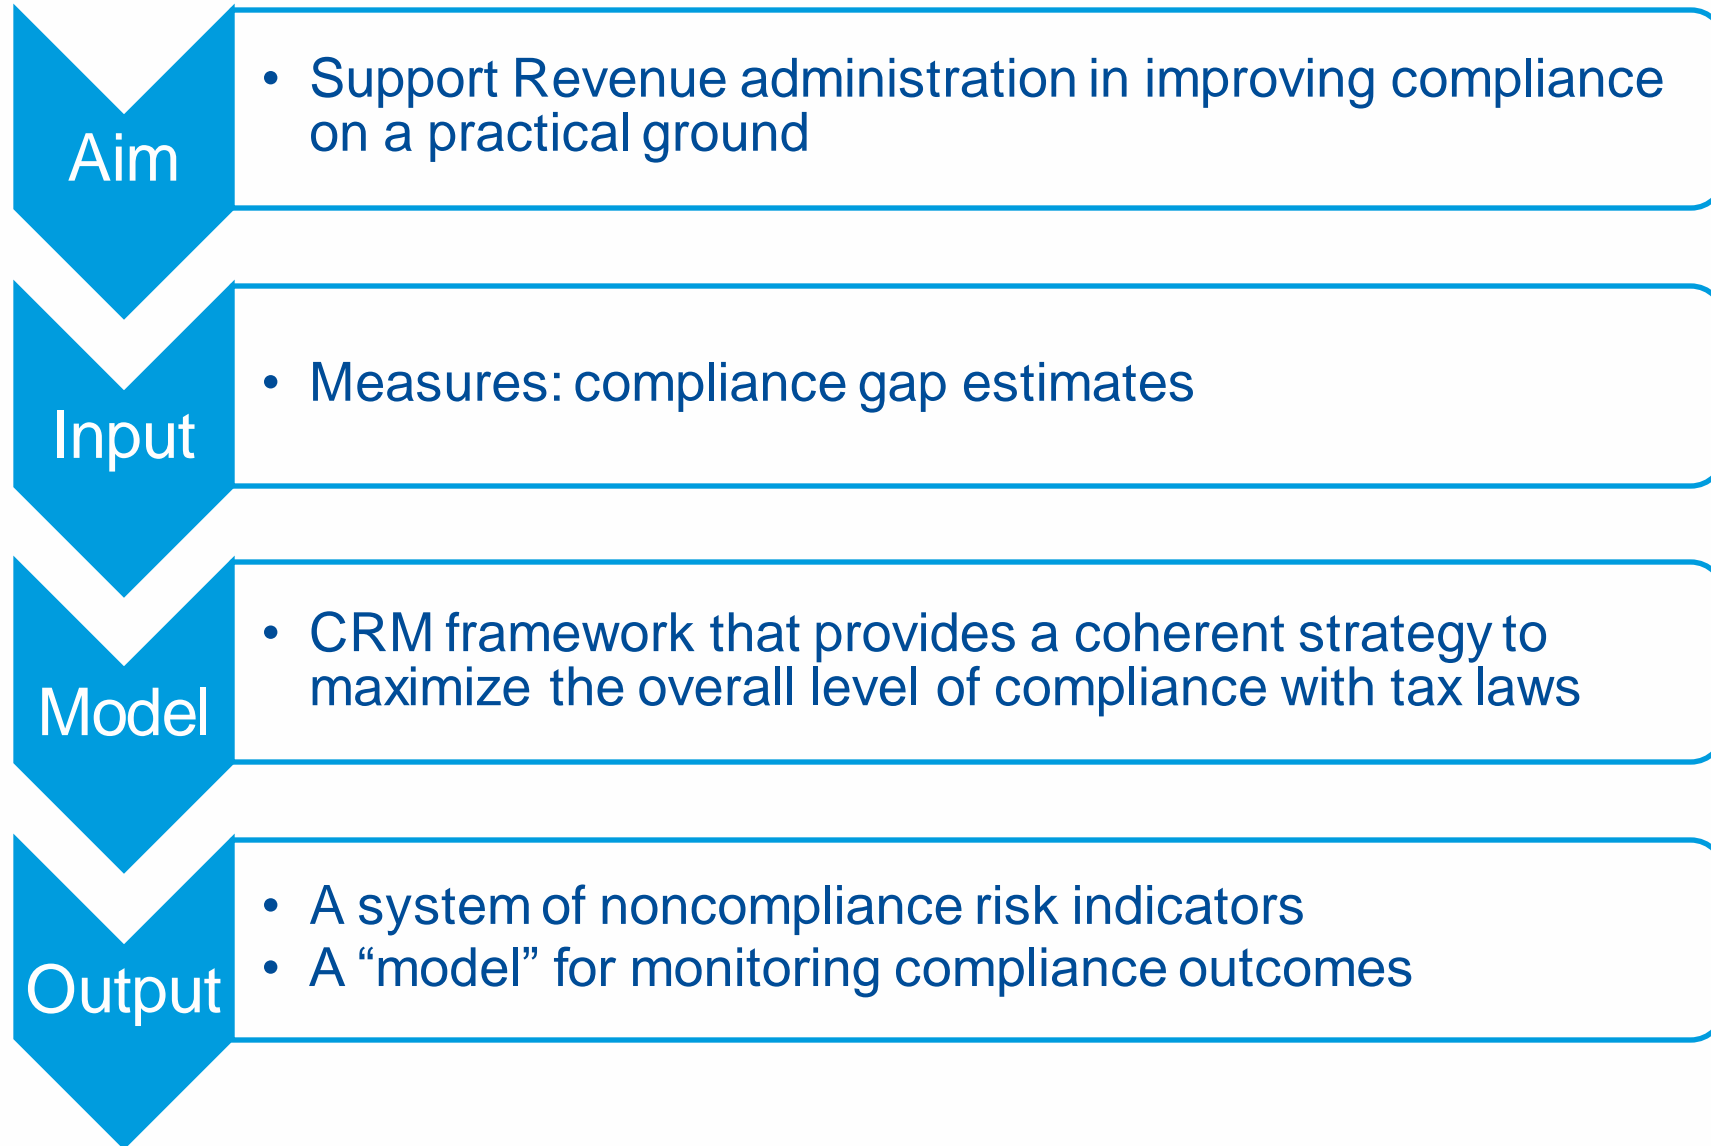 Aim
• Support Revenue administration in improving compliance
on a practical ground
Input
• Measures: compliance gap estimates
Model
• CRM framework that provides a coherent strategy to
maximize the overall level of compliance with tax laws
Output
• A system of noncompliance risk indicators
• A “model” for monitoring compliance outcomes